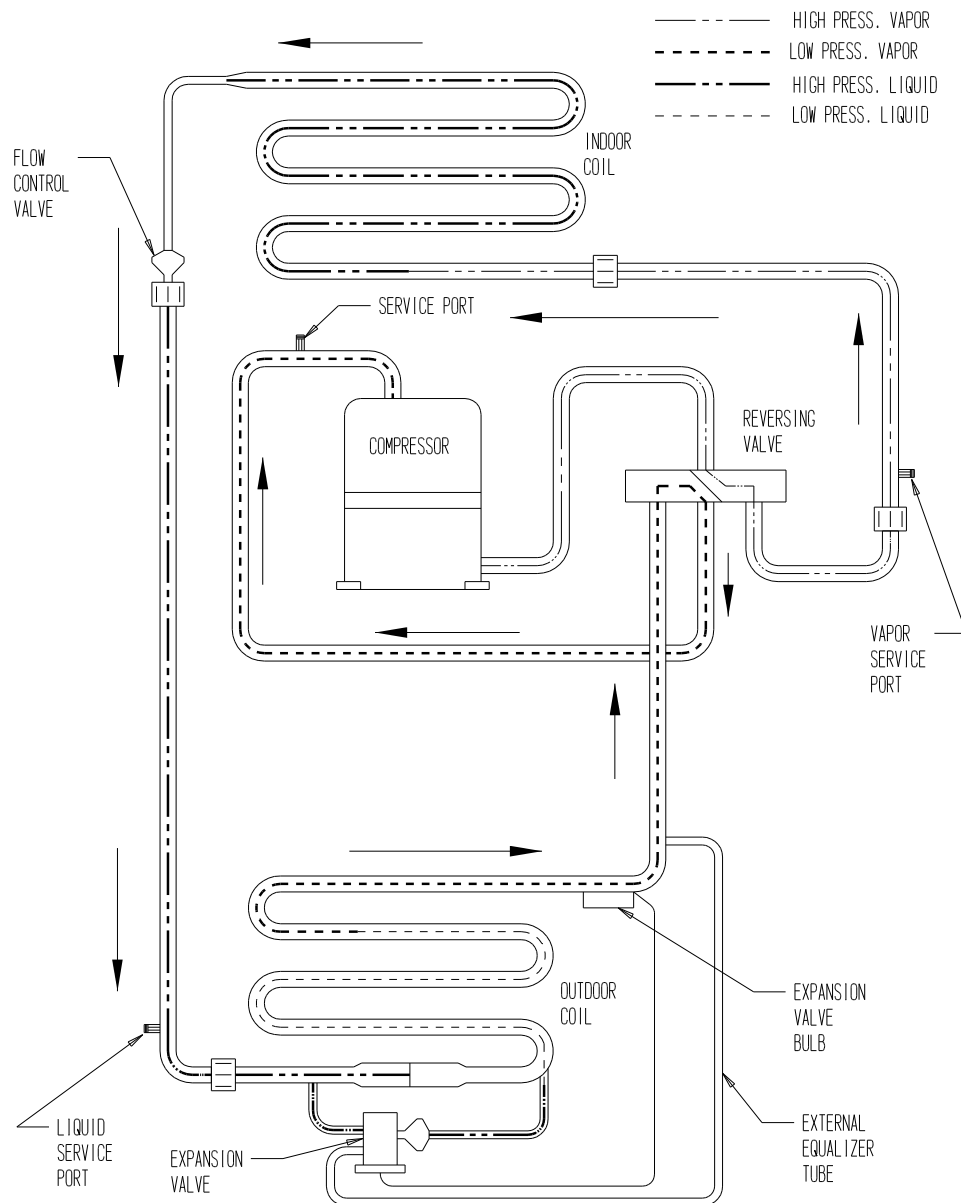 HIGH PRESS. VAPOR
LOW PRESS. VAPOR
HIGH PRESS. LIQUID
LOW PRESS. LIQUID
INDOOR
COIL
FLOW
CONTROL
VALVE
SERVICE PORT
COMPRESSOR
REVERSING
VALVE
VAPOR
SERVICE
PORT
OUTDOOR
COIL
EXPANSION
VALVE
BULB
LIQUID
SERVICE
PORT
EXPANSION
VALVE
EXTERNAL
EQUALIZER
TUBE